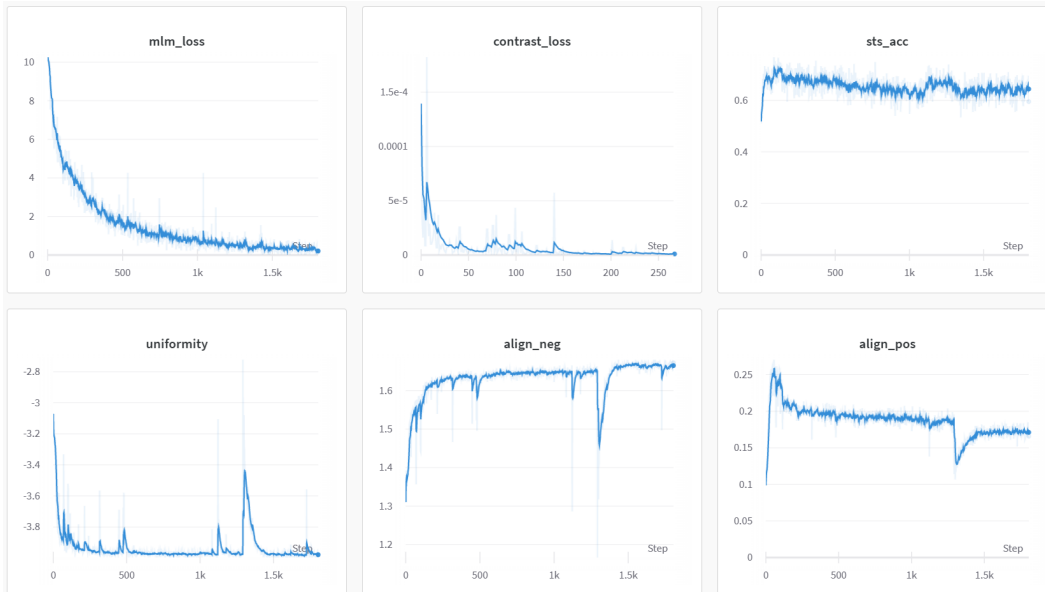 mlm_loss
10
8
6
4
2
0
Step
0 500 1k 1.5k
contrast_loss
1.5e-4
0.0001
5e-5
0
Step
0 50 100 150 200 250
sts_acc
0.6
0.4
0.2
0
Step
0 500 1k 1.5k
uniformity
-2.8
-3
-3.2
-3.4
-3.6
-3.8
Step
0 500 1k 1.5k
align_neg
1.6
1.5
1.4
1.3
1.2
Step
0 500 1k 1.5k
align_pos
0.25
0.2
0.15
0.1
0.05
0
Step
0 500 1k 1.5k